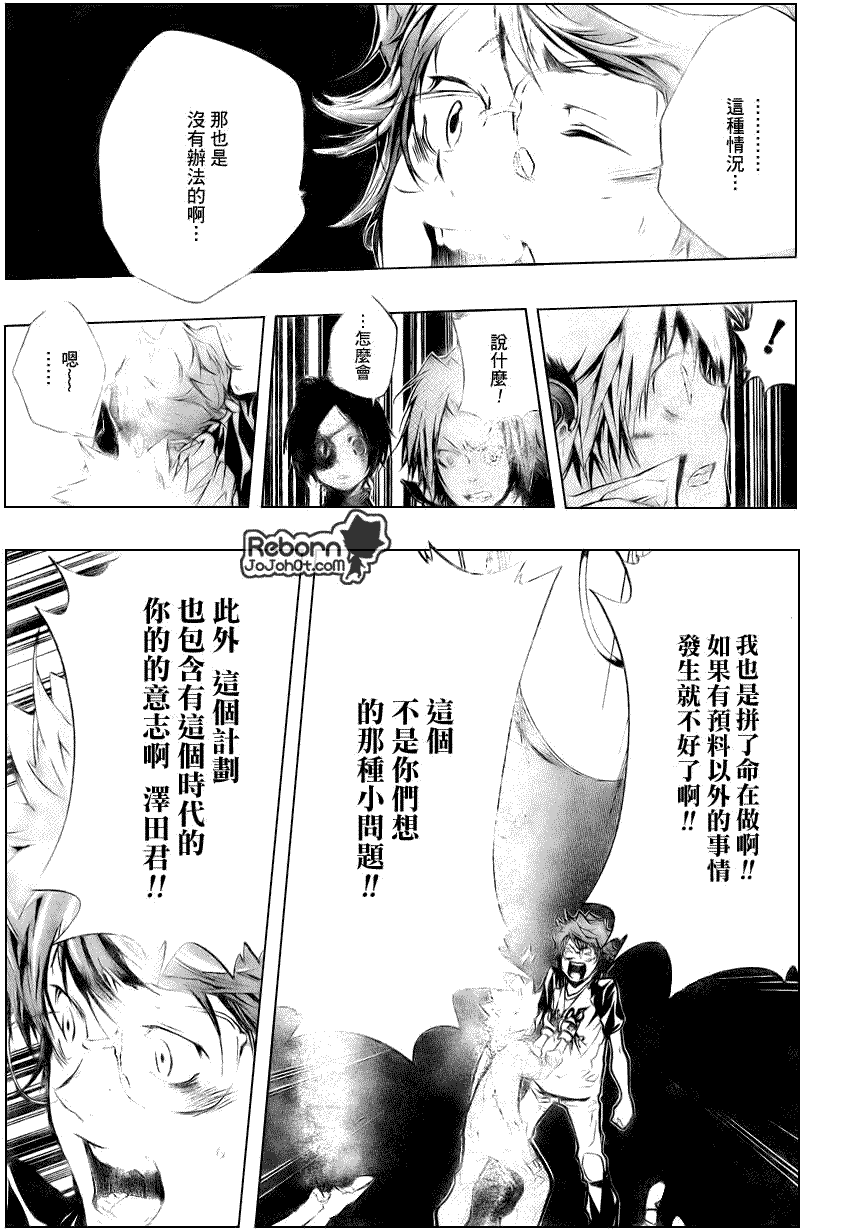 …………
這種情況…
那也是
沒有辦法的啊…
!
說什麼!
…怎麼會
嗯～
……
Reborn
JoJoHOt.com
我也是拼了命在做啊!!
如果有預料以外的事情
發生就不好了啊!!
這個
不是你們想
的那種小問題!!
此外 這個計劃
也包含有這個時代的
你的的意志啊 澤田君!!